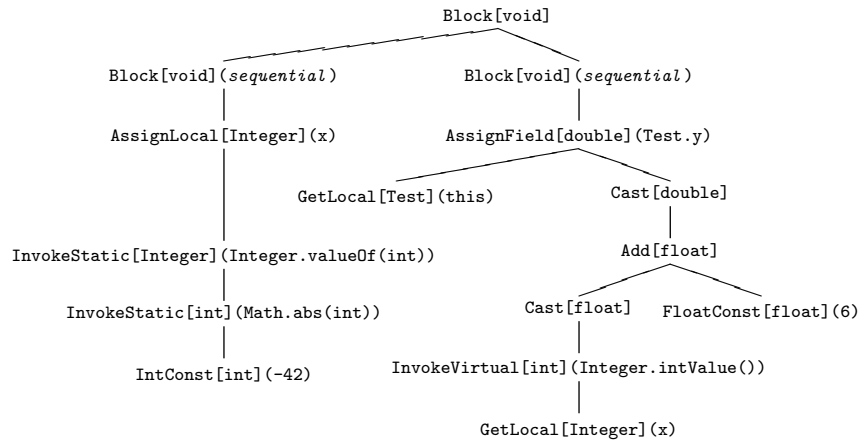 Block[void]
Block[void](sequential) Block[void](sequential)
AssignLocal[Integer](x) AssignField[double](Test.y)
GetLocal[Test](this) Cast[double]
InvokeStatic[Integer](Integer.valueOf(int)) Add[float]
InvokeStatic[int](Math.abs(int)) Cast[float] FloatConst[float](6)
IntConst[int](-42) InvokeVirtual[int](Integer.intValue())
GetLocal[Integer](x)